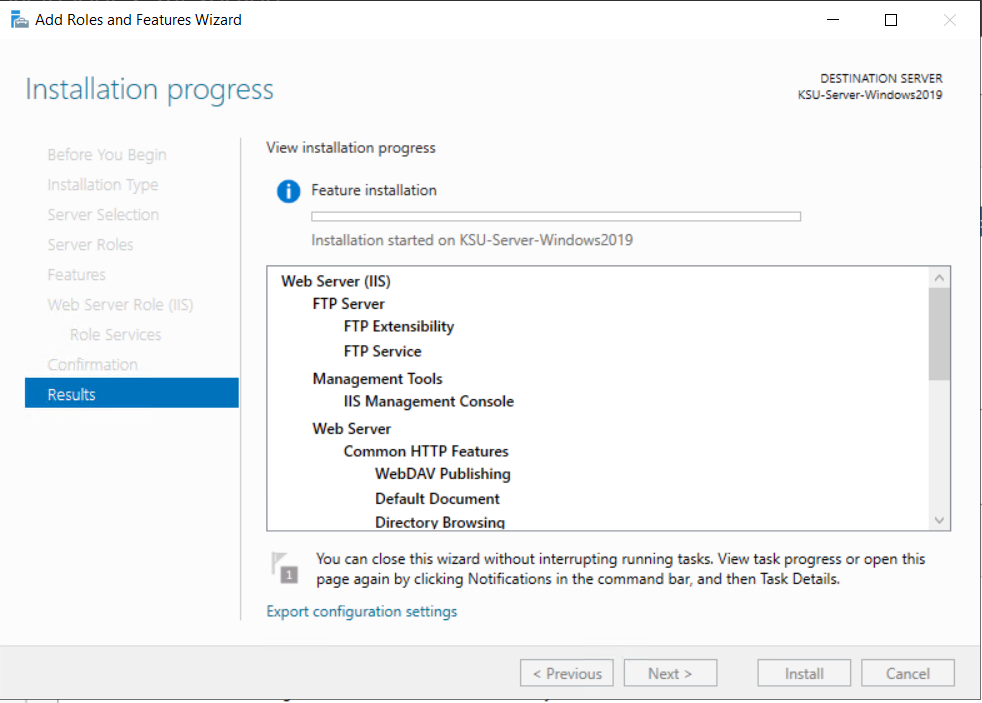 Add Roles and Features Wizard
Installation progress
DESTINATION SERVER
KSU-Server-Windows2019
Before You Begin
Installation Type
Server Selection
Server Roles
Features
Web Server Role (IIS)
Role Services
Confirmation
Results
View installation progress
Feature installation
Installation started on KSU-Server-Windows2019
Web Server (IIS)
FTP Server
FTP Extensibility
FTP Service
Management Tools
IIS Management Console
Web Server
Common HTTP Features
WebDAV Publishing
Default Document
Directory Browsing
1
You can close this wizard without interrupting running tasks. View task progress or open this
page again by clicking Notifications in the command bar, and then Task Details.
Export configuration settings
< Previous
Next >
Install
Cancel